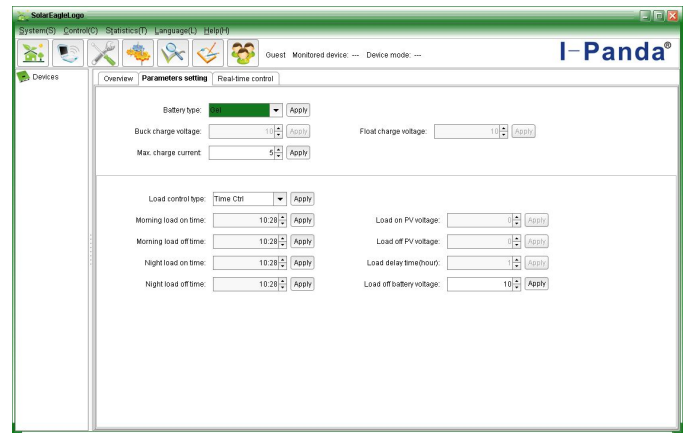 SolarEagleLogo
System(S) Control(C) Statistics(T) Language(L) Help(H)
Guest Monitored device: --- Device mode: --- I-Panda®
Devices
Overview Parameters setting Real-time control
Battery type: Gel Apply
Buck charge voltage: 10 Apply Float charge voltage: 10 Apply
Max. charge current: 5 Apply
Load control type: Time Ctrl Apply
Morning load on time: 10:28 Apply Load on PV voltage: 0 Apply
Morning load off time: 10:28 Apply Load off PV voltage: 0 Apply
Night load on time: 10:28 Apply Load delay time(hour): 1 Apply
Night load off time: 10:28 Apply Load off battery voltage: 10 Apply